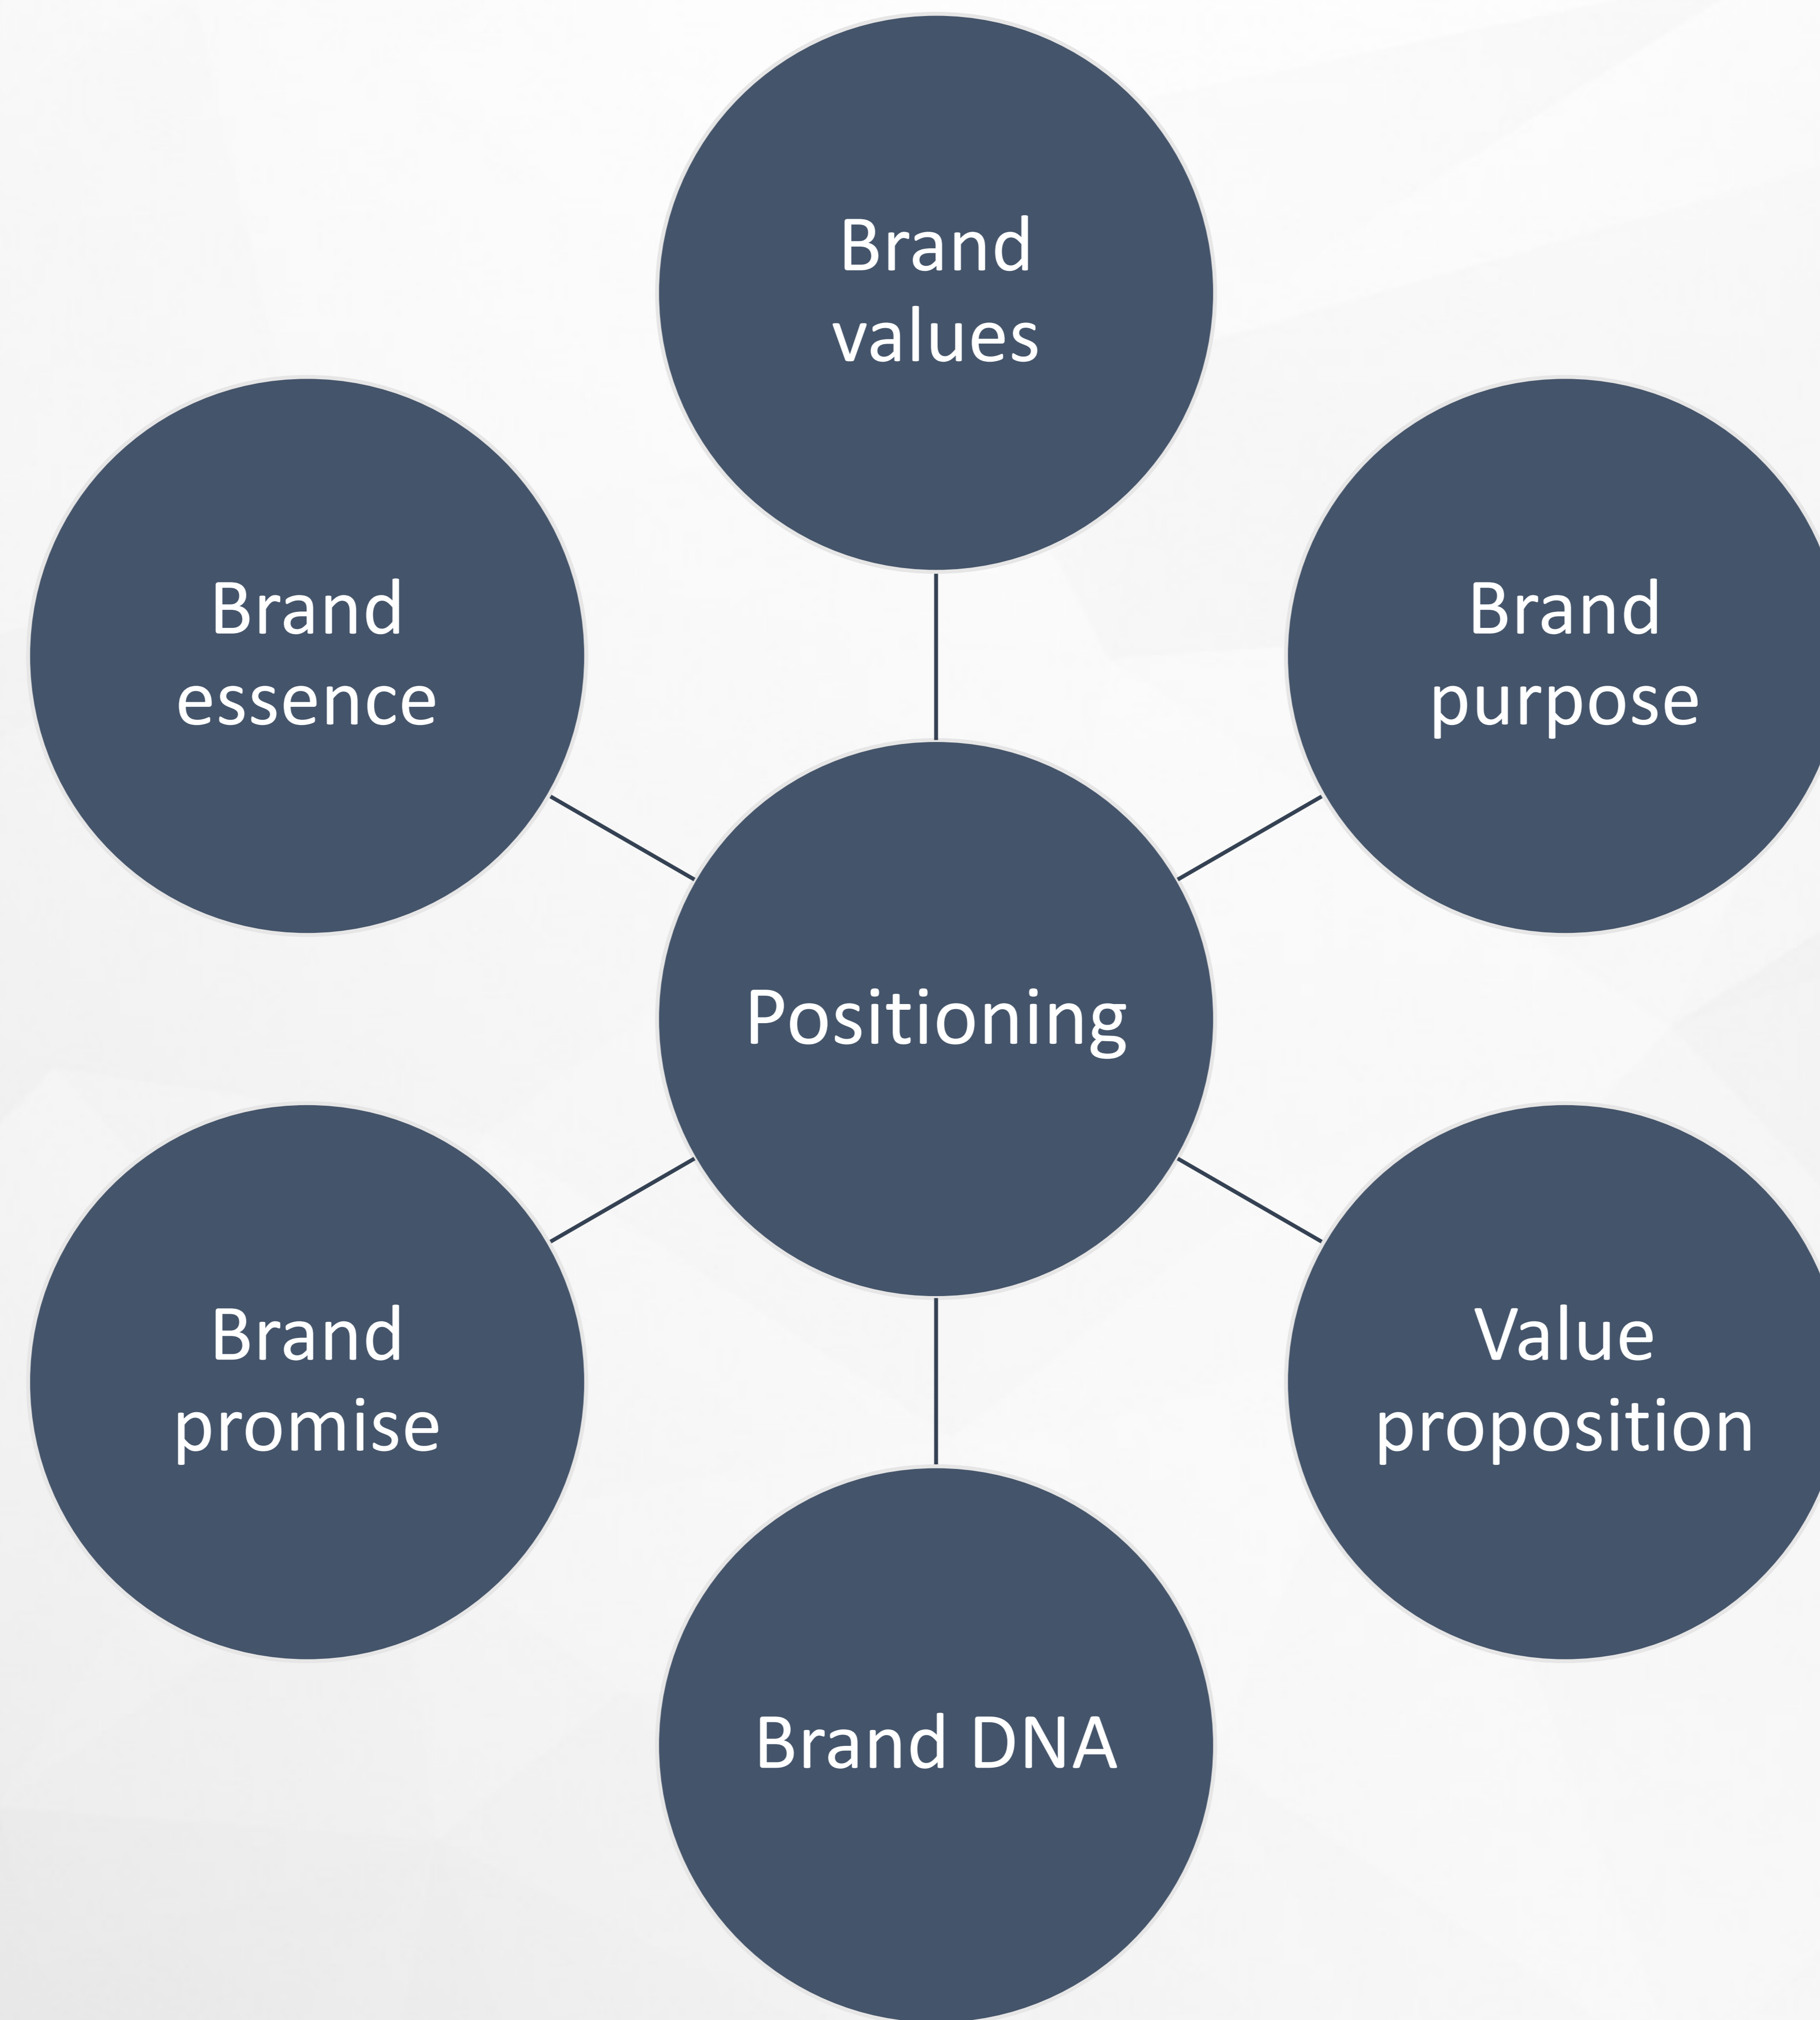 Brand
values
Brand
essence
Brand
purpose
Positioning
Brand
promise
Value
proposition
Brand DNA